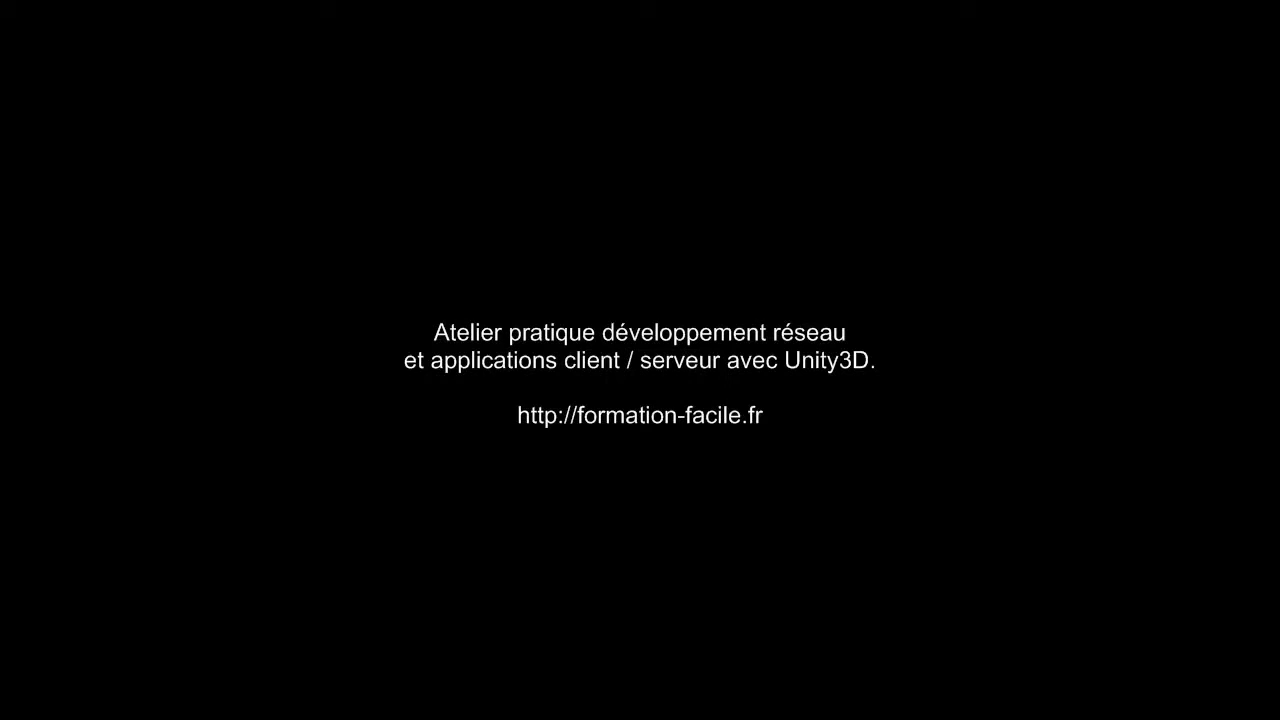 Atelier pratique développement réseau
et applications client / serveur avec Unity3D.
http://formation-facile.fr